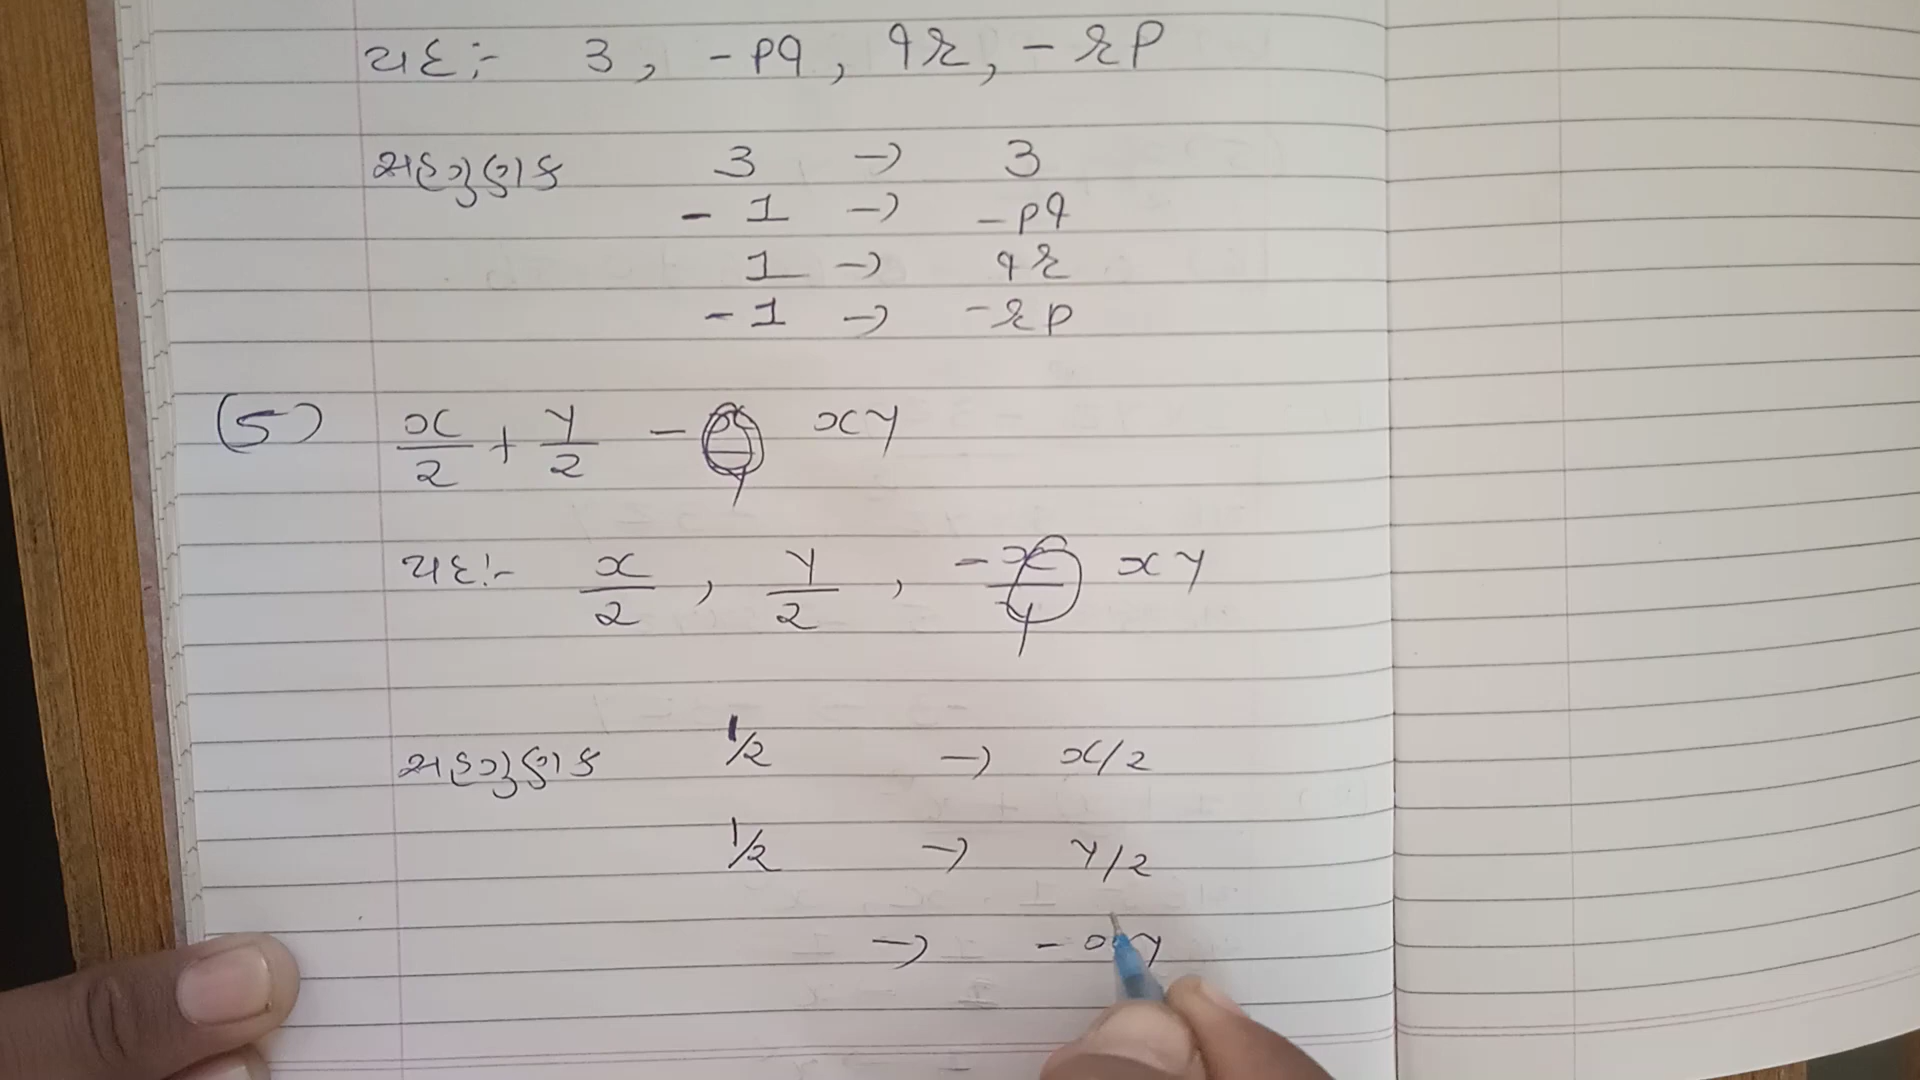 પદ:- 3, -pq, qr, -rp
સહગુણક 3 → 3
-1 → -pq
1 → qr
-1 → -rp
(5) x/2 + y/2 - xy
પદ:- x/2, y/2, - xy
સહગુણક 1/2 → x/2
1/2 → y/2
→ -xy